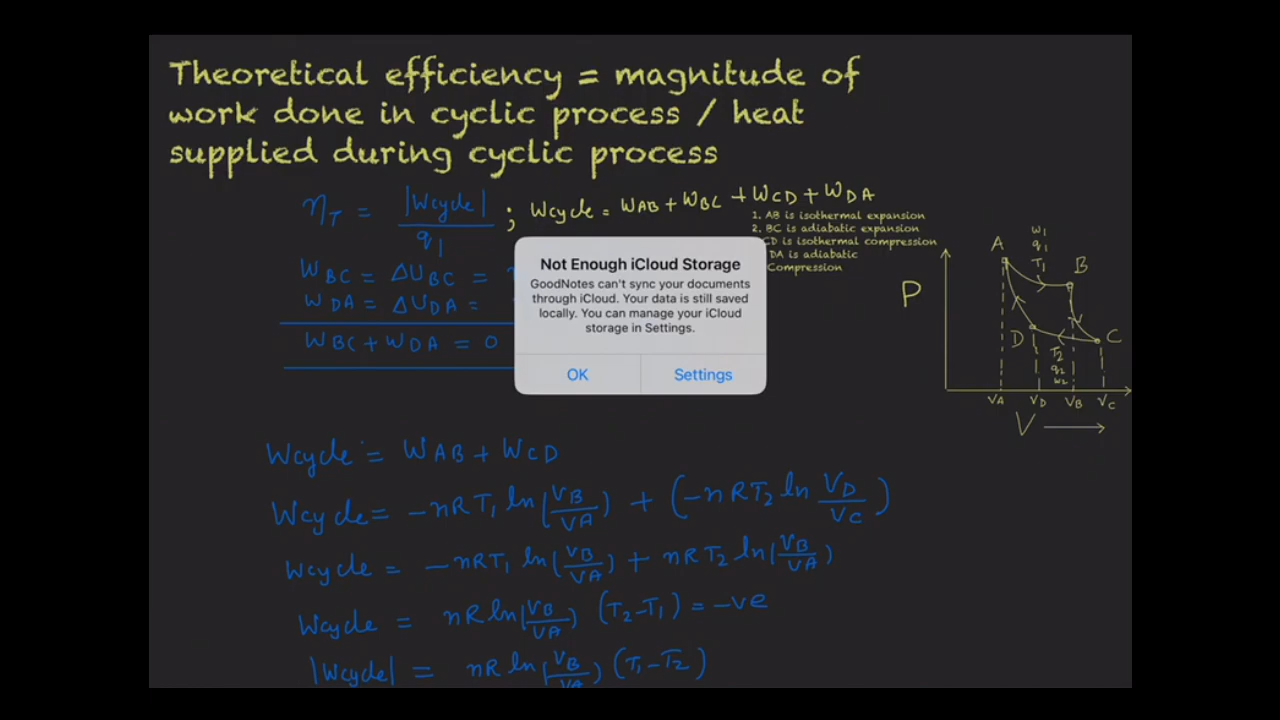 Theoretical efficiency = magnitude of
work done in cyclic process / heat
supplied during cyclic process
ηT = |Wcycle| / q1 ; Wcycle = WAB + WBC + WCD + WDA
1. AB is isothermal expansion
2. BC is adiabatic expansion
CD is isothermal compression
DA is adiabatic
Compression
WBC = ΔUBC =
WDA = ΔUDA =
WBC + WDA = 0
Not Enough iCloud Storage
GoodNotes can't sync your documents
through iCloud. Your data is still saved
locally. You can manage your iCloud
storage in Settings.
OK
Settings
P
A
w1
q1
T1
B
D
C
T2
q2
w2
VA VD VB VC
V
Wcycle = WAB + WCD
Wcycle = -nRT1 ln(VB/VA) + (-nRT2 ln VD/VC)
Wcycle = -nRT1 ln(VB/VA) + nRT2 ln(VB/VA)
Wcycle = nR ln(VB/VA) (T2-T1) = -ve
|Wcycle| = nR ln(VB/VA) (T1-T2)